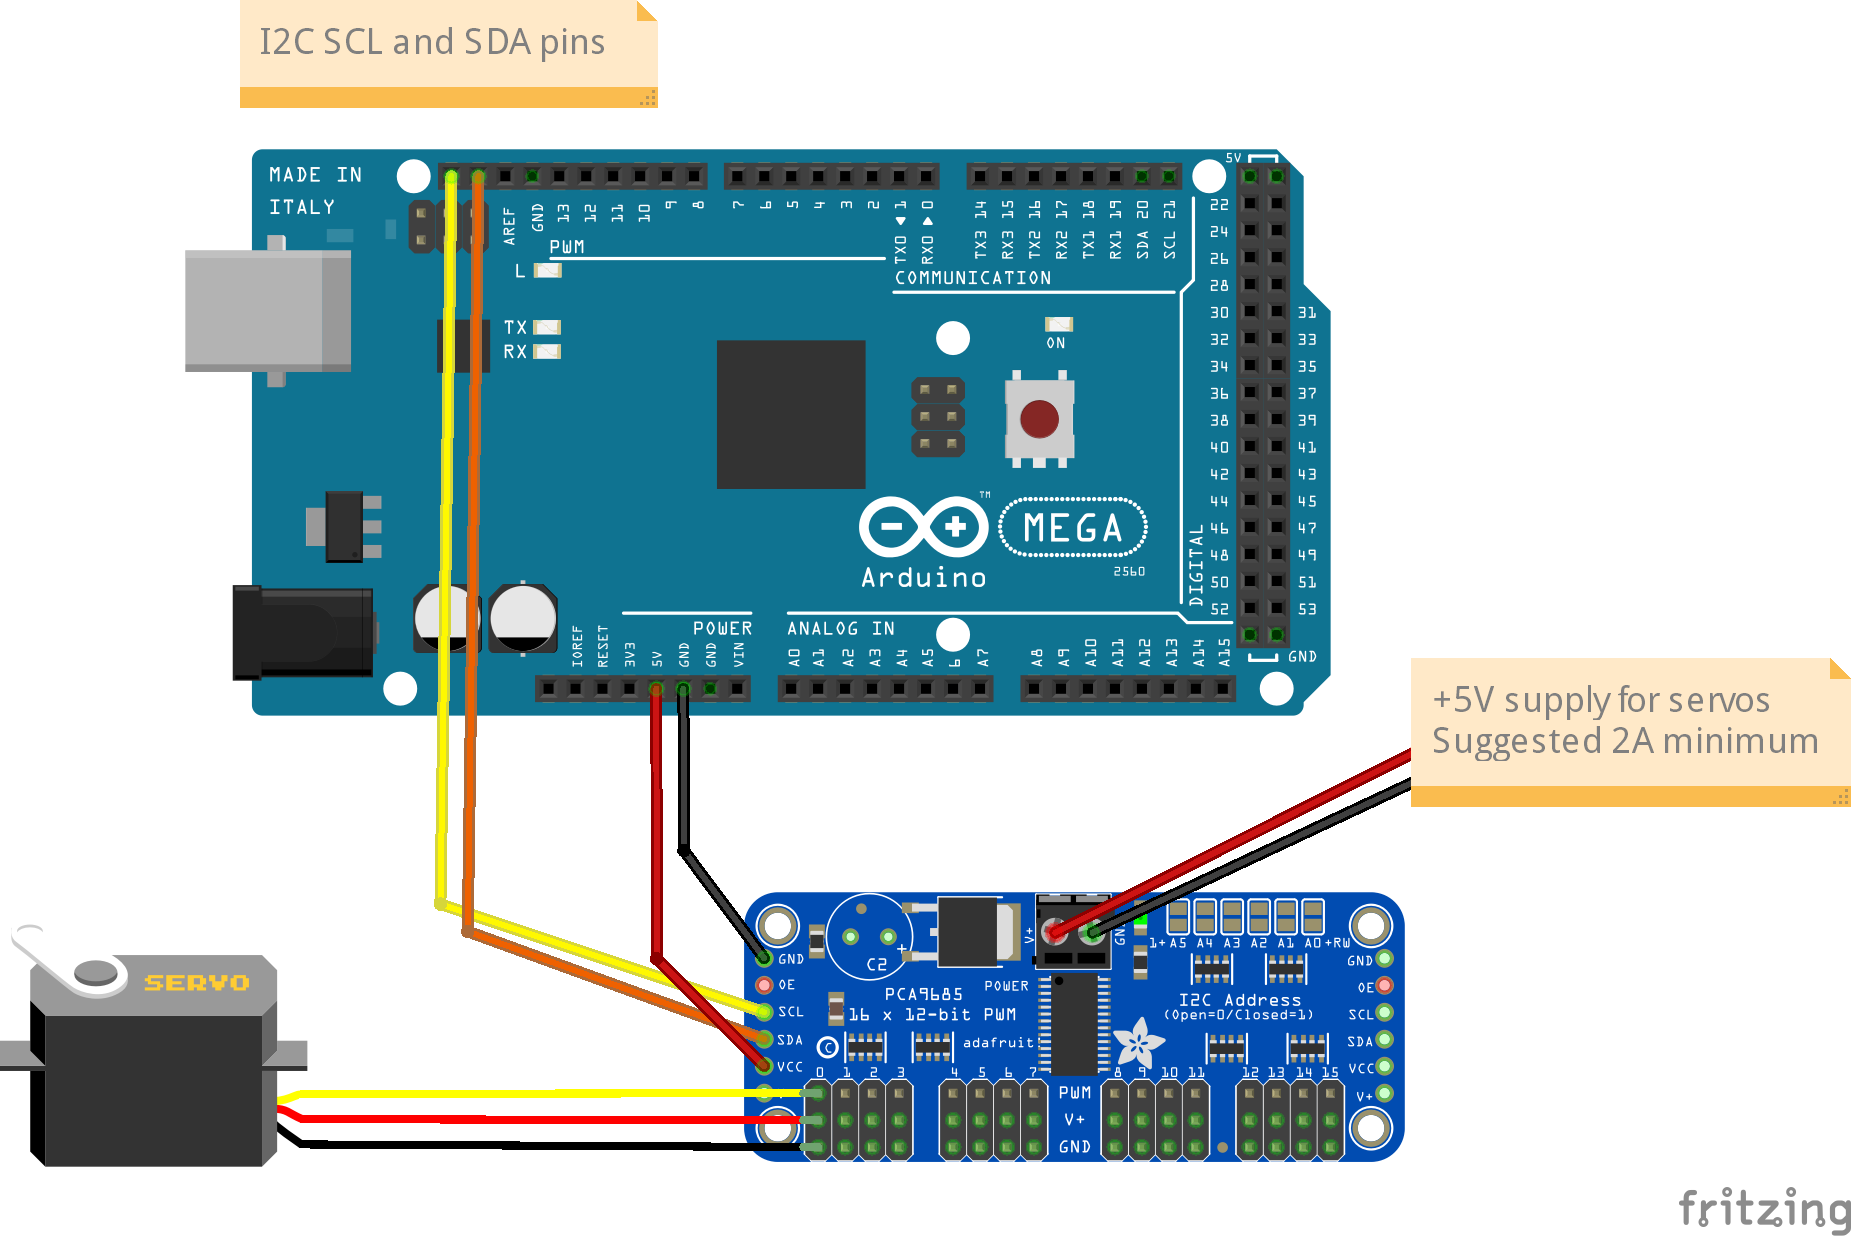 I2C SCL and SDA pins
MADE IN
ITALY
AREF
GND
13
12
11
10
9
8
7
6
5
4
3
2
TX0 ◄ 1
RX0 ► 0
TX3 14
RX3 15
TX2 16
RX2 17
TX1 18
RX1 19
SDA 20
SCL 21
5V
PWM
L
COMMUNICATION
TX
RX
ON
22
24
26
28
30 31
32 33
34 35
36 37
38 39
40 41
42 43
44 45
46 47
48 49
50 51
52 53
GND
DIGITAL
Arduino
TM
MEGA
2560
POWER
ANALOG IN
IOREF
RESET
3V3
5V
GND
GND
VIN
A0
A1
A2
A3
A4
A5
6
A7
A8
A9
A10
A11
A12
A13
A14
A15
+5V supply for servos
Suggested 2A minimum
SERVO
GND
OE
SCL
SDA
VCC
C2
+
PCA9685
16 x 12-bit PWM
POWER
adafruit
C
V+
GND
1+ A5 A4 A3 A2 A1 A0 +RW
I2C Address
(Open=0/Closed=1)
GND
OE
SCL
SDA
VCC
V+
0 1 2 3 4 5 6 7 8 9 10 11 12 13 14 15
PWM
V+
GND
fritzing